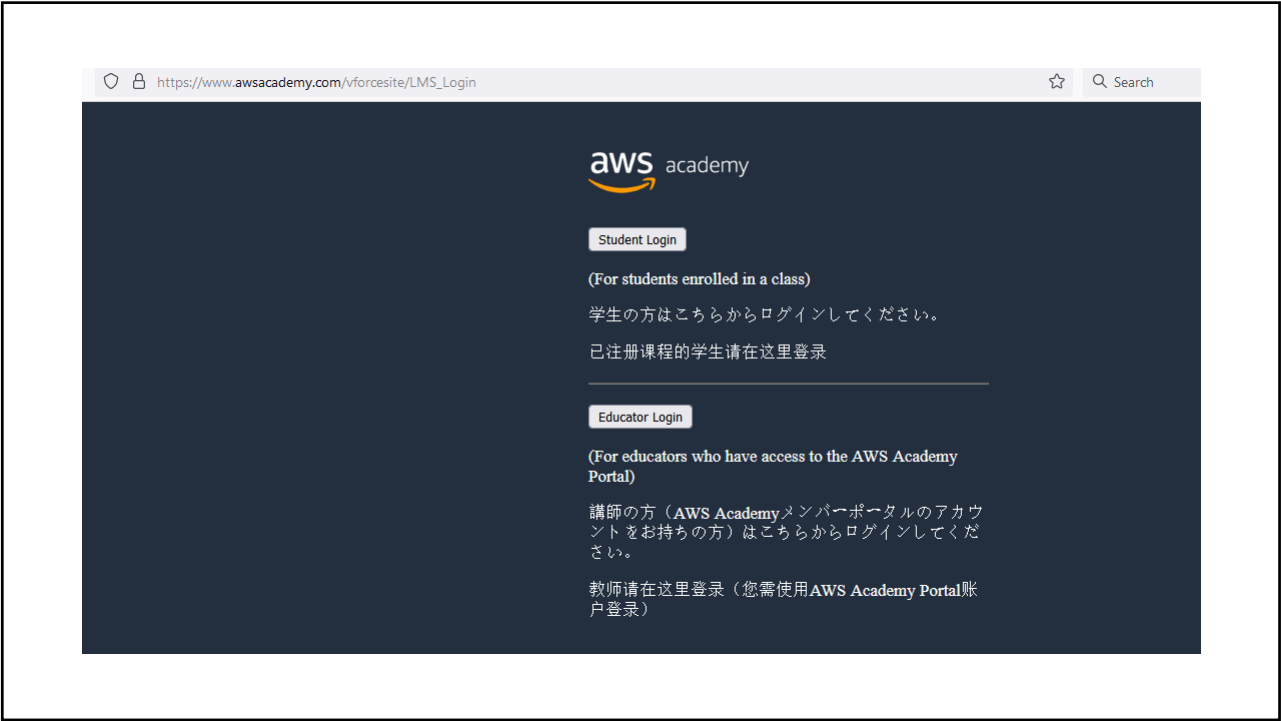 https://www.awsacademy.com/vforcesite/LMS_Login
Search
aws academy
Student Login
(For students enrolled in a class)
学生の方はこちらからログインしてください。
已注册课程的学生请在这里登录
Educator Login
(For educators who have access to the AWS Academy
Portal)
講師の方（AWS Academyメンバーポータルのアカウ
ントをお持ちの方）はこちらからログインしてくだ
さい。
教师请在这里登录（您需使用AWS Academy Portal账
户登录）